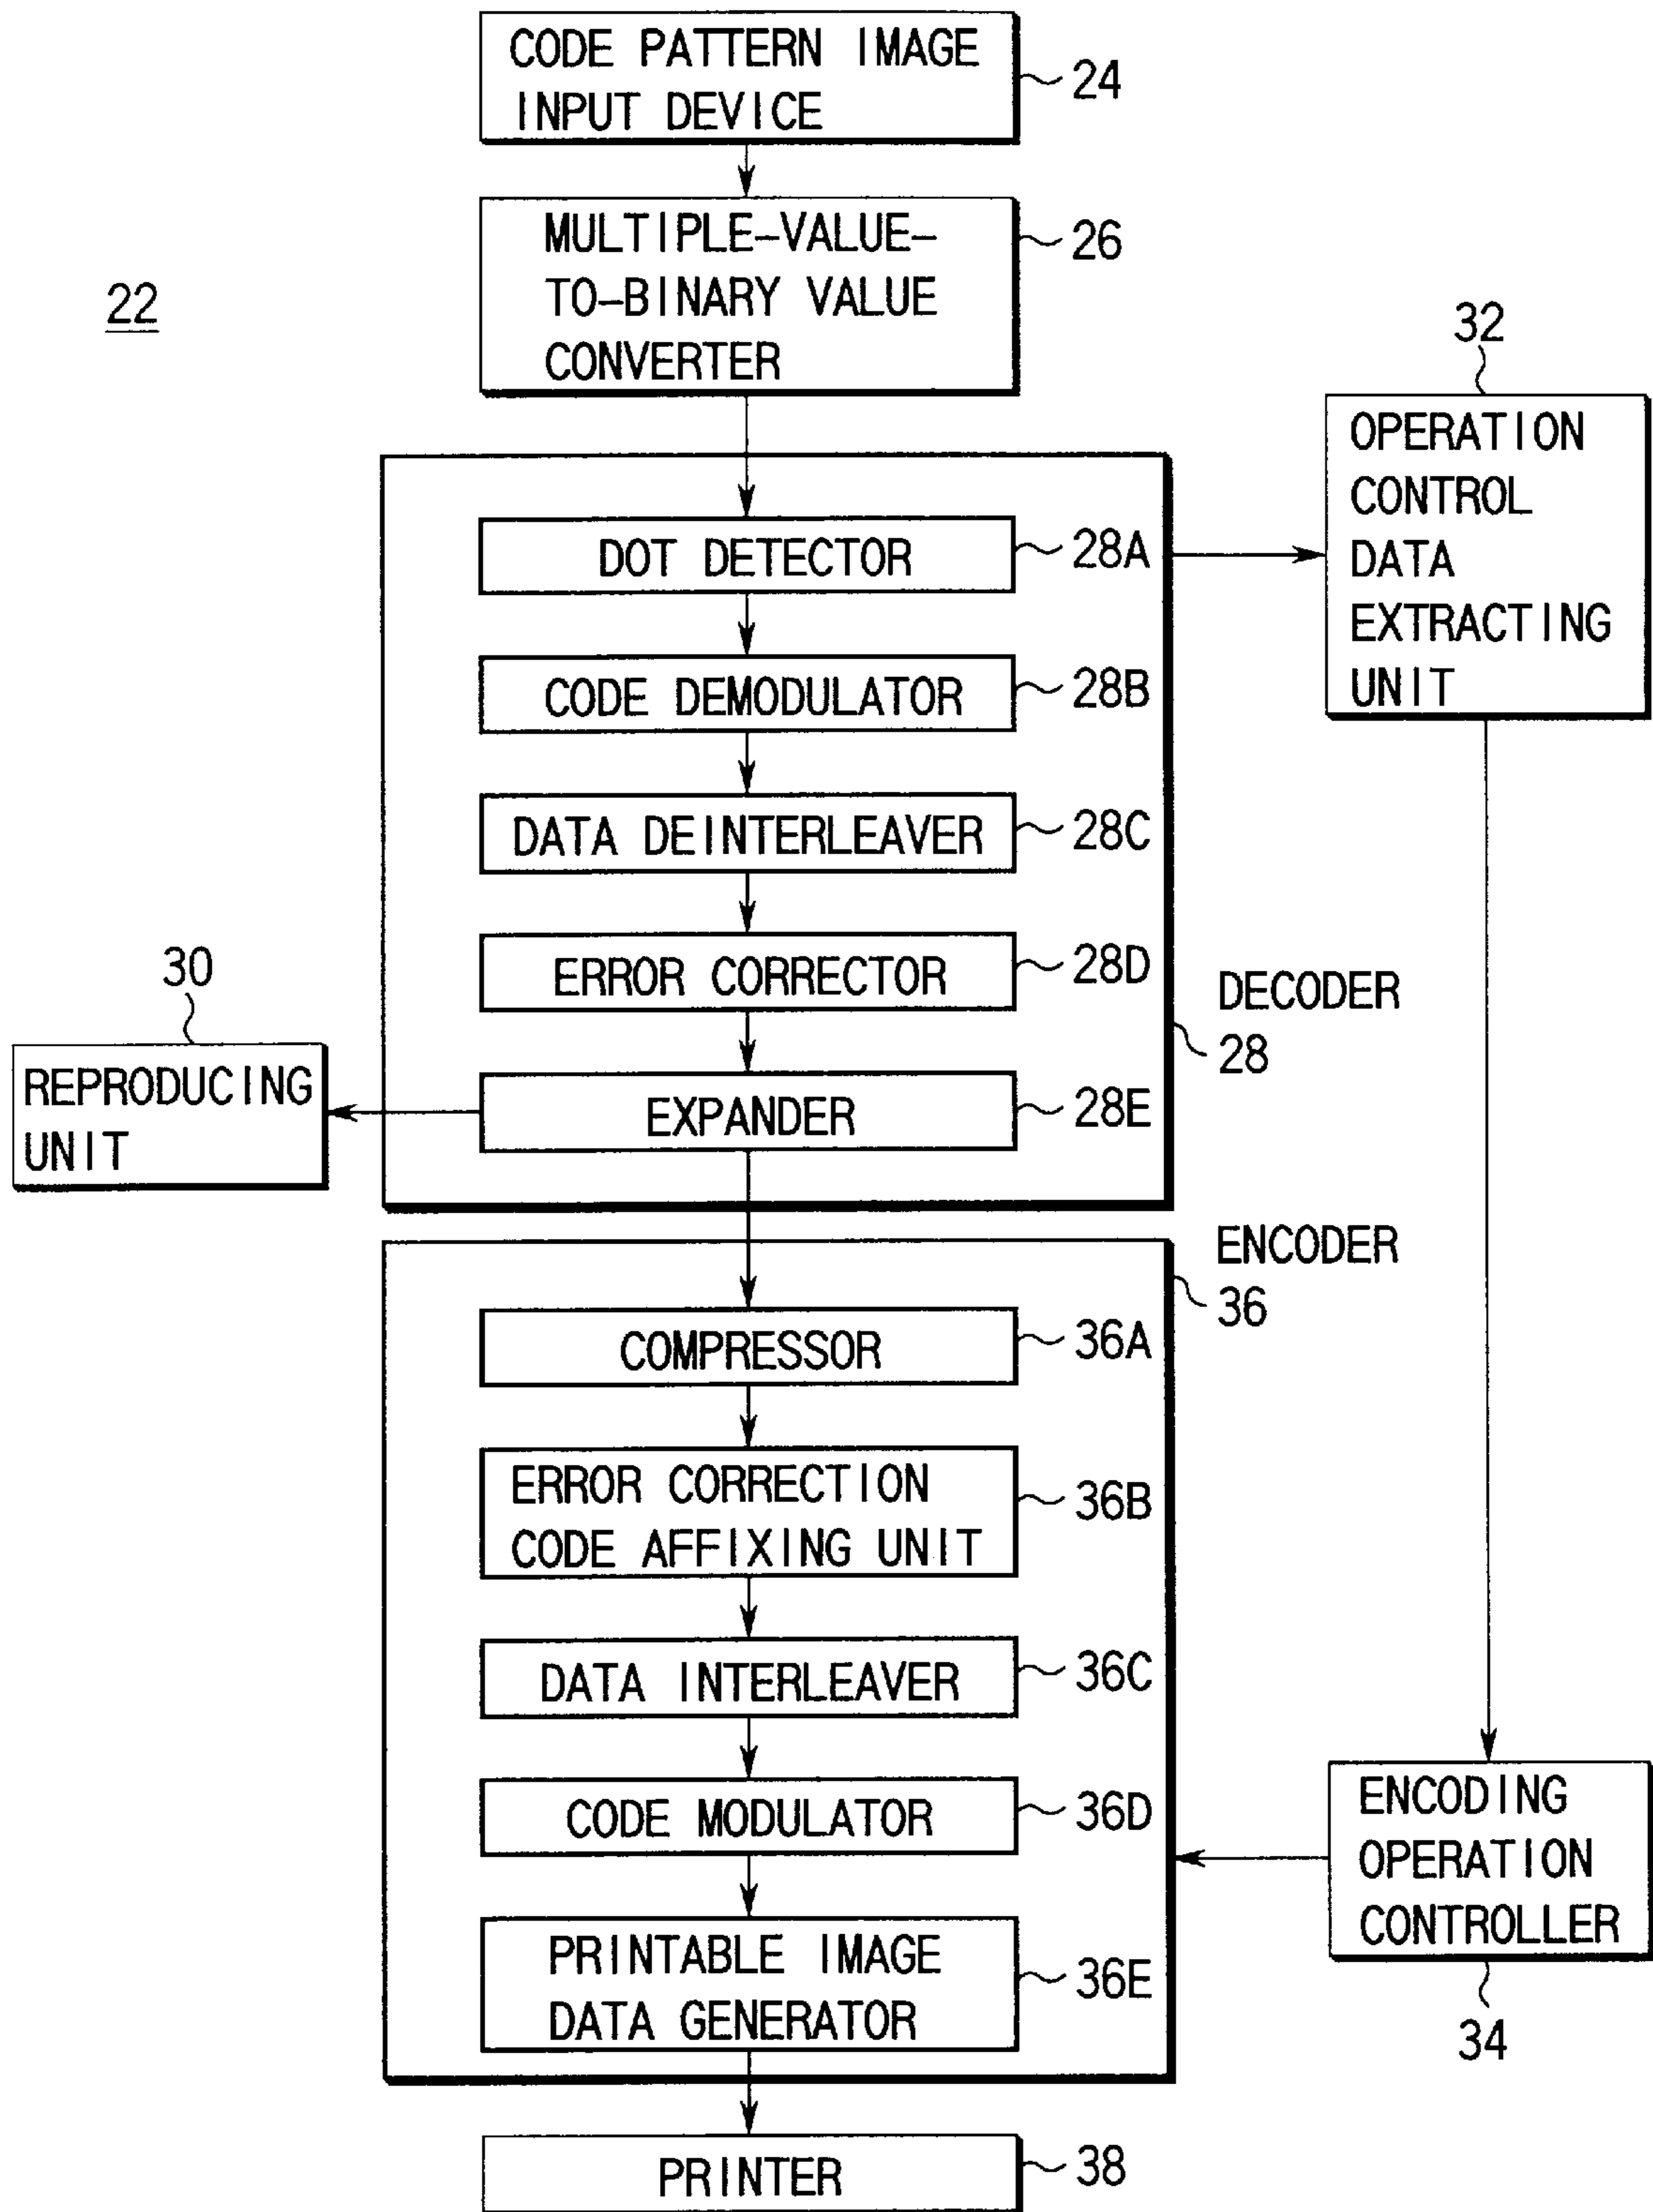 CODE PATTERN IMAGE
INPUT DEVICE
24
MULTIPLE-VALUE-
TO-BINARY VALUE
CONVERTER
26
22
32
OPERATION
CONTROL
DATA
EXTRACTING
UNIT
DOT DETECTOR
28A
CODE DEMODULATOR
28B
DATA DEINTERLEAVER
28C
ERROR CORRECTOR
28D
DECODER
28
30
REPRODUCING
UNIT
EXPANDER
28E
ENCODER
36
COMPRESSOR
36A
ERROR CORRECTION
CODE AFFIXING UNIT
36B
DATA INTERLEAVER
36C
CODE MODULATOR
36D
ENCODING
OPERATION
CONTROLLER
34
PRINTABLE IMAGE
DATA GENERATOR
36E
PRINTER
38